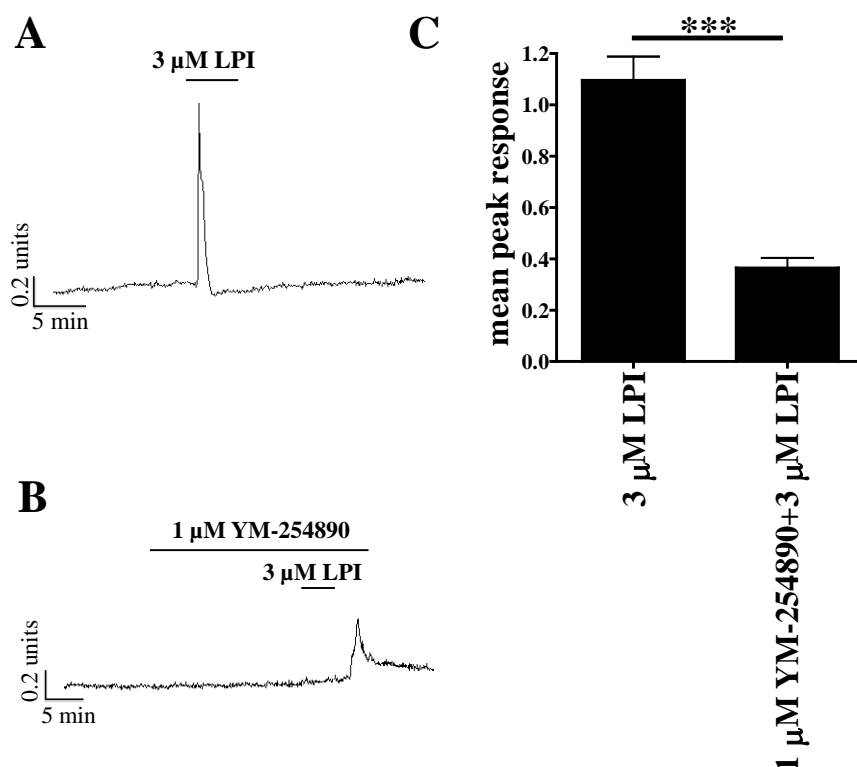 A
3 µM LPI
0.2 units
5 min
B
1 µM YM-254890
3 µM LPI
0.2 units
5 min
C
***
mean peak response
1.2
1.0
0.8
0.6
0.4
0.2
0.0
3 µM LPI
1 µM YM-254890+3 µM LPI